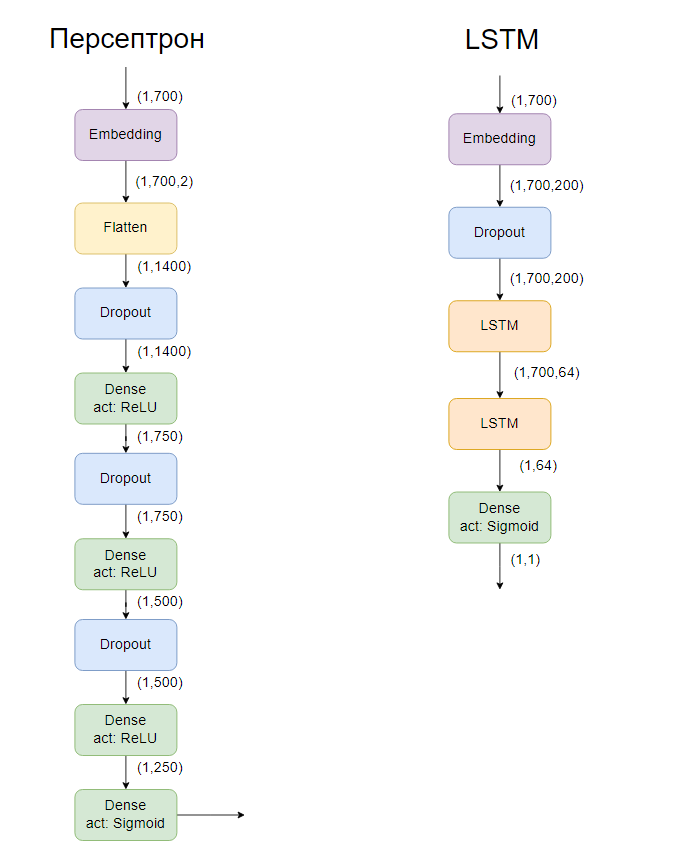 Персептрон
(1,700)
Embedding
(1,700,2)
Flatten
(1,1400)
Dropout
(1,1400)
Dense
act: ReLU
(1,750)
Dropout
(1,750)
Dense
act: ReLU
(1,500)
Dropout
(1,500)
Dense
act: ReLU
(1,250)
Dense
act: Sigmoid
LSTM
(1,700)
Embedding
(1,700,200)
Dropout
(1,700,200)
LSTM
(1,700,64)
LSTM
(1,64)
Dense
act: Sigmoid
(1,1)